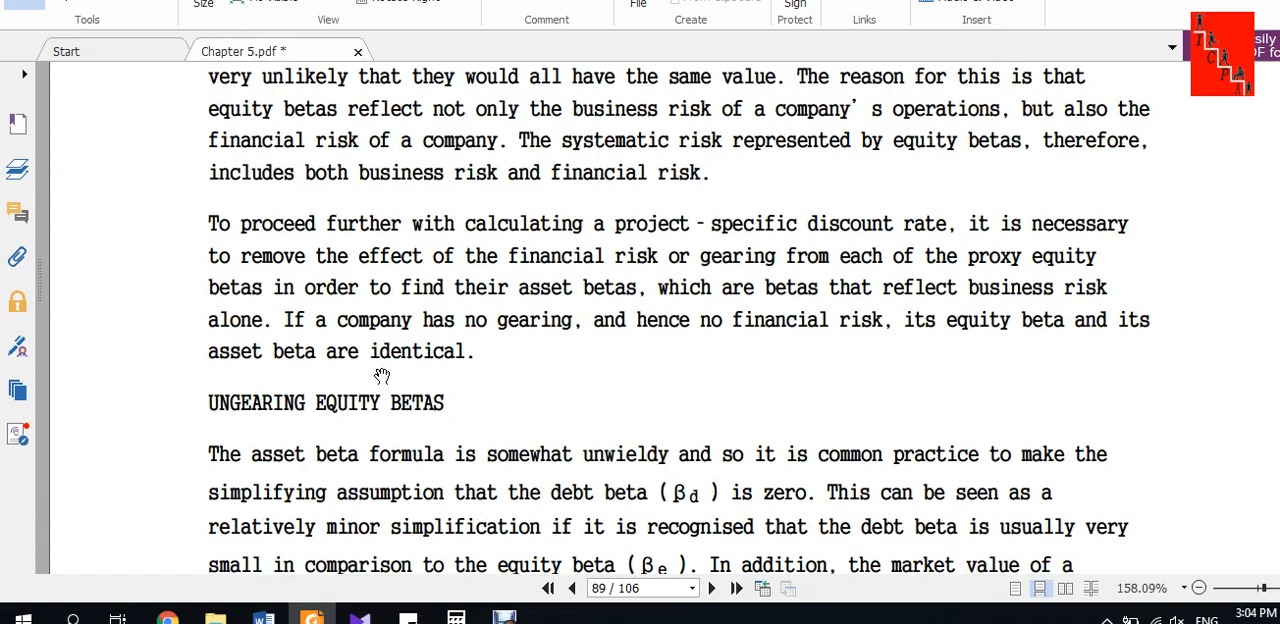 Size
File
Sign
Tools
View
Comment
Create
Protect
Links
Insert
Start
Chapter 5.pdf *
sily
DF fo
I
C
P
A
very unlikely that they would all have the same value. The reason for this is that
equity betas reflect not only the business risk of a company's operations, but also the
financial risk of a company. The systematic risk represented by equity betas, therefore,
includes both business risk and financial risk.
To proceed further with calculating a project - specific discount rate, it is necessary
to remove the effect of the financial risk or gearing from each of the proxy equity
betas in order to find their asset betas, which are betas that reflect business risk
alone. If a company has no gearing, and hence no financial risk, its equity beta and its
asset beta are identical.
UNGEARING EQUITY BETAS
The asset beta formula is somewhat unwieldy and so it is common practice to make the
simplifying assumption that the debt beta (βd ) is zero. This can be seen as a
relatively minor simplification if it is recognised that the debt beta is usually very
small in comparison to the equity beta (βe ). In addition, the market value of a
89 / 106
158.09%
3:04 PM
ENG